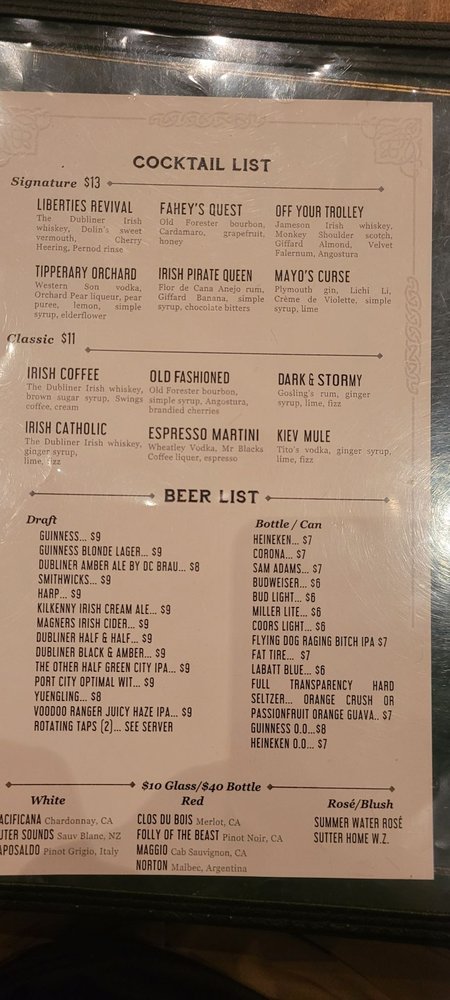 COCKTAIL LIST
Signature $13
LIBERTIES REVIVAL
The Dubliner Irish
whiskey, Dolin's sweet
vermouth, Cherry
Heering, Pernod rinse
FAHEY'S QUEST
Old Forester bourbon,
Cardamaro, grapefruit,
honey
OFF YOUR TROLLEY
Jameson Irish whiskey,
Monkey Shoulder scotch,
Giffard Almond, Velvet
Falernum, Angostura
TIPPERARY ORCHARD
Western Son vodka,
Orchard Pear liqueur, pear
puree, lemon, simple
syrup, elderflower
IRISH PIRATE QUEEN
Flor de Cana Anejo rum,
Giffard Banana, simple
syrup, chocolate bitters
MAYO'S CURSE
Plymouth gin, Lichi Li,
Crème de Violette, simple
syrup, lime
Classic $11
IRISH COFFEE
The Dubliner Irish whiskey,
brown sugar syrup, Swings
coffee, cream
OLD FASHIONED
Old Forester bourbon,
simple syrup, Angostura,
brandied cherries
DARK & STORMY
Gosling's rum, ginger
syrup, lime, fizz
IRISH CATHOLIC
The Dubliner Irish whiskey,
ginger syrup,
lime, fizz
ESPRESSO MARTINI
Wheatley Vodka, Mr Blacks
Coffee liquer, espresso
KIEV MULE
Tito's vodka, ginger syrup,
lime, fizz
BEER LIST
Draft
GUINNESS... $9
GUINNESS BLONDE LAGER... $9
DUBLINER AMBER ALE BY DC BRAU... $8
SMITHWICKS... $9
HARP... $9
KILKENNY IRISH CREAM ALE... $9
MAGNERS IRISH CIDER... $9
DUBLINER HALF & HALF... $9
DUBLINER BLACK & AMBER... $9
THE OTHER HALF GREEN CITY IPA... $9
PORT CITY OPTIMAL WIT... $9
YUENGLING... $8
VOODOO RANGER JUICY HAZE IPA... $9
ROTATING TAPS (2)... SEE SERVER
Bottle / Can
HEINEKEN... $7
CORONA... $7
SAM ADAMS... $7
BUDWEISER... $6
BUD LIGHT... $6
MILLER LITE... $6
COORS LIGHT... $6
FLYING DOG RAGING BITCH IPA $7
FAT TIRE... $7
LABATT BLUE... $6
FULL TRANSPARENCY HARD
SELTZER... ORANGE CRUSH OR
PASSIONFRUIT ORANGE GUAVA.. $7
GUINNESS 0.0...$8
HEINEKEN 0.0... $7
$10 Glass/$40 Bottle
White
ACIFICANA Chardonnay, CA
UTER SOUNDS Sauv Blanc, NZ
APOSALDO Pinot Grigio, Italy
Red
CLOS DU BOIS Merlot, CA
FOLLY OF THE BEAST Pinot Noir, CA
MAGGIO Cab Sauvignon, CA
NORTON Malbec, Argentina
Rosé/Blush
SUMMER WATER ROSÉ
SUTTER HOME W.Z.